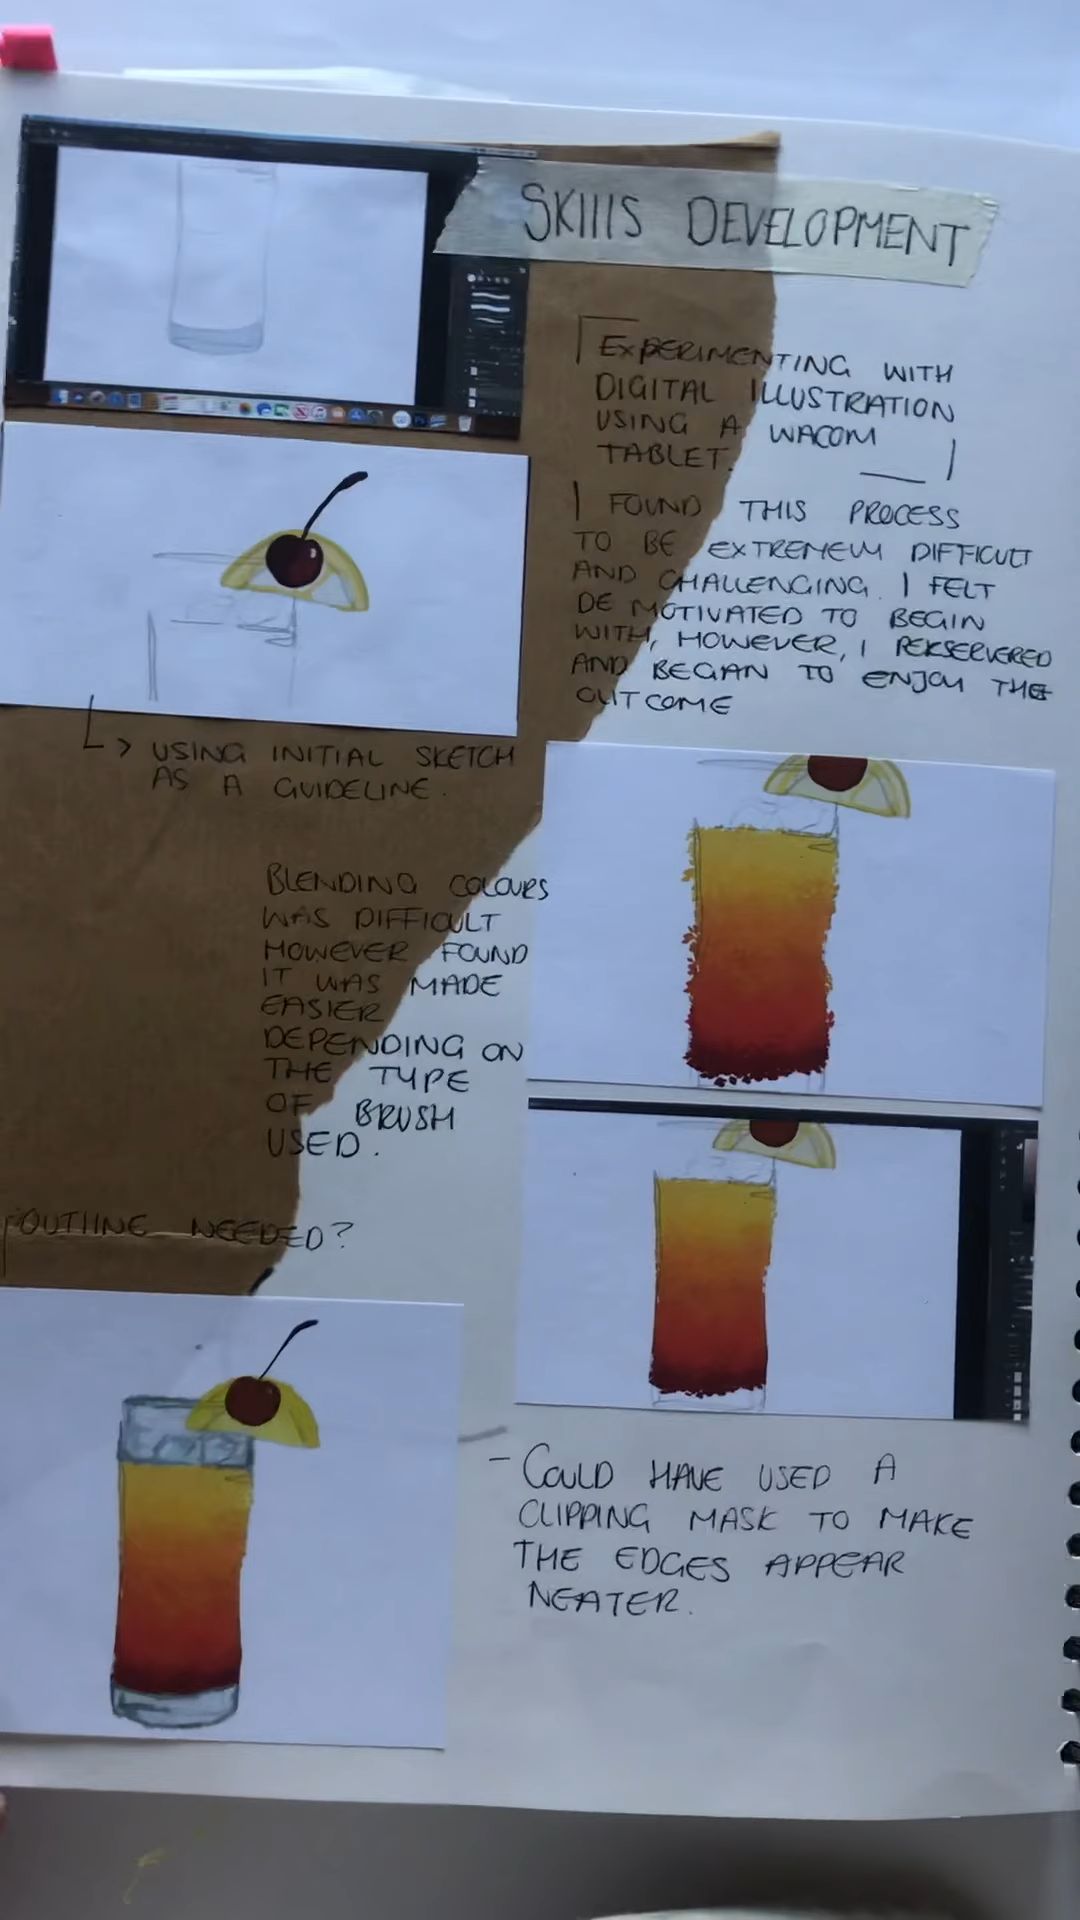 SKIllS DEVELOPMENT
EXPERIMENTING WITH
DIGITAL ILLUSTRATION
USING A WACOM
TABLET.
I FOUND THIS PROCESS
TO BE EXTREMELY DIFFICULT
AND CHALLENGING. I FELT
DE MOTIVATED TO BEGIN
WITH, HOWEVER, I PERSERVERED
AND BEGAN TO ENJOY THE
OUTCOME
USING INITIAL SKETCH
AS A GUIDELINE.
BLENDING COLOURS
WAS DIFFICULT
HOWEVER FOUND
IT WAS MADE
EASIER
DEPENDING ON
THE TYPE
OF BRUSH
USED.
OUTLINE NEEDED?
- COULD HAVE USED A
CLIPPING MASK TO MAKE
THE EDGES APPEAR
NEATER.